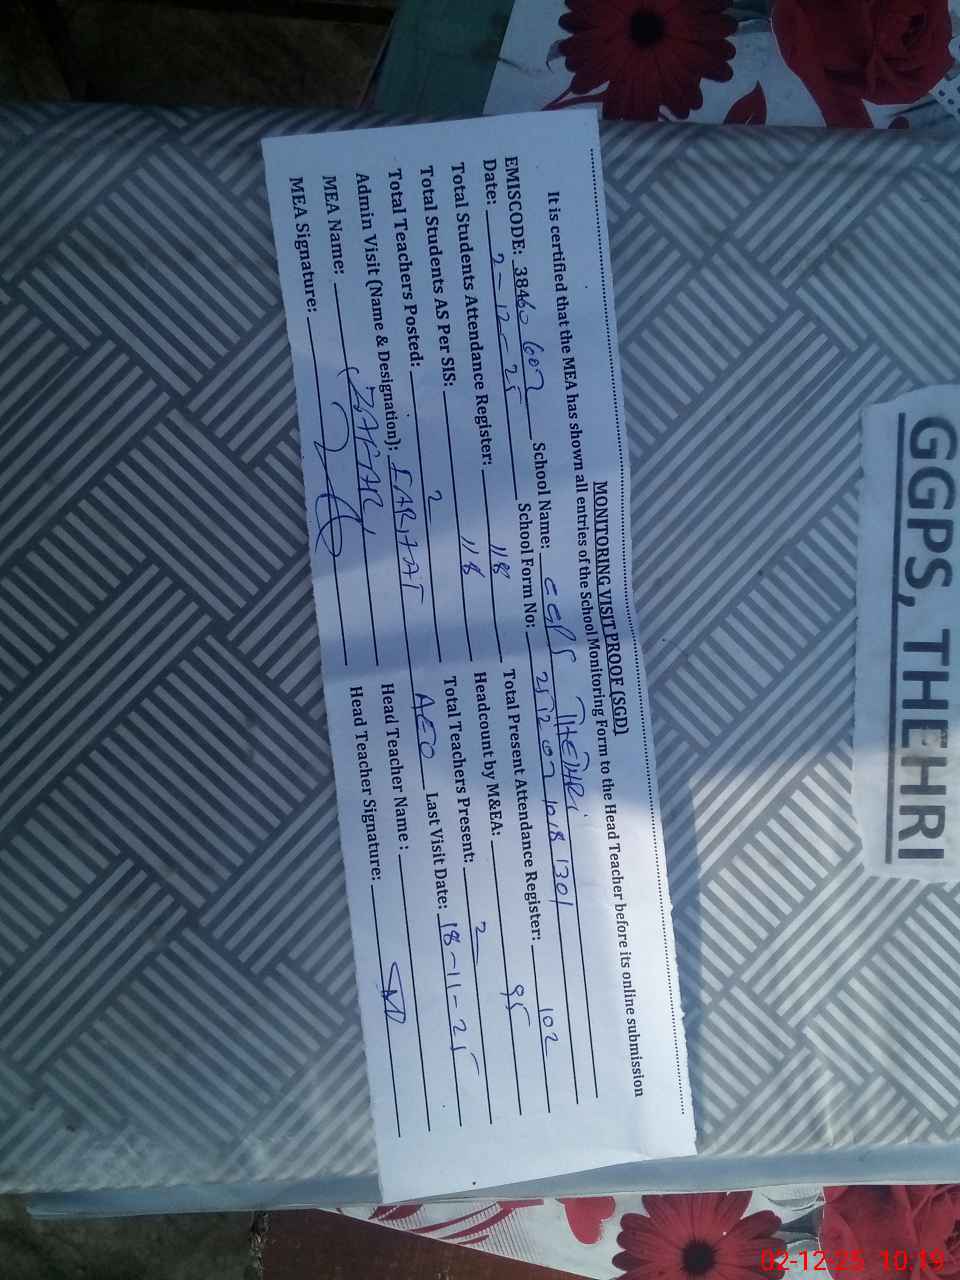 GGPS, THEHRI
MONITORING VISIT PROOF (SGD)
It is certified that the MEA has shown all entries of the School Monitoring Form to the Head Teacher before its online submission
EMISCODE: 38460607 School Name: GGPS THEHRI
Date: 2-12-25 School Form No:
Total Students Attendance Register: 118 Total Present Attendance Register: 102
Total Students AS Per SIS: 118 Headcount by M&EA: 95
Total Teachers Posted: 2 Total Teachers Present: 2
Admin Visit (Name & Designation): AEO Last Visit Date: 18-11-25
MEA Name: ZAFAR Head Teacher Name :
MEA Signature: Head Teacher Signature:
02-12-25 10:19